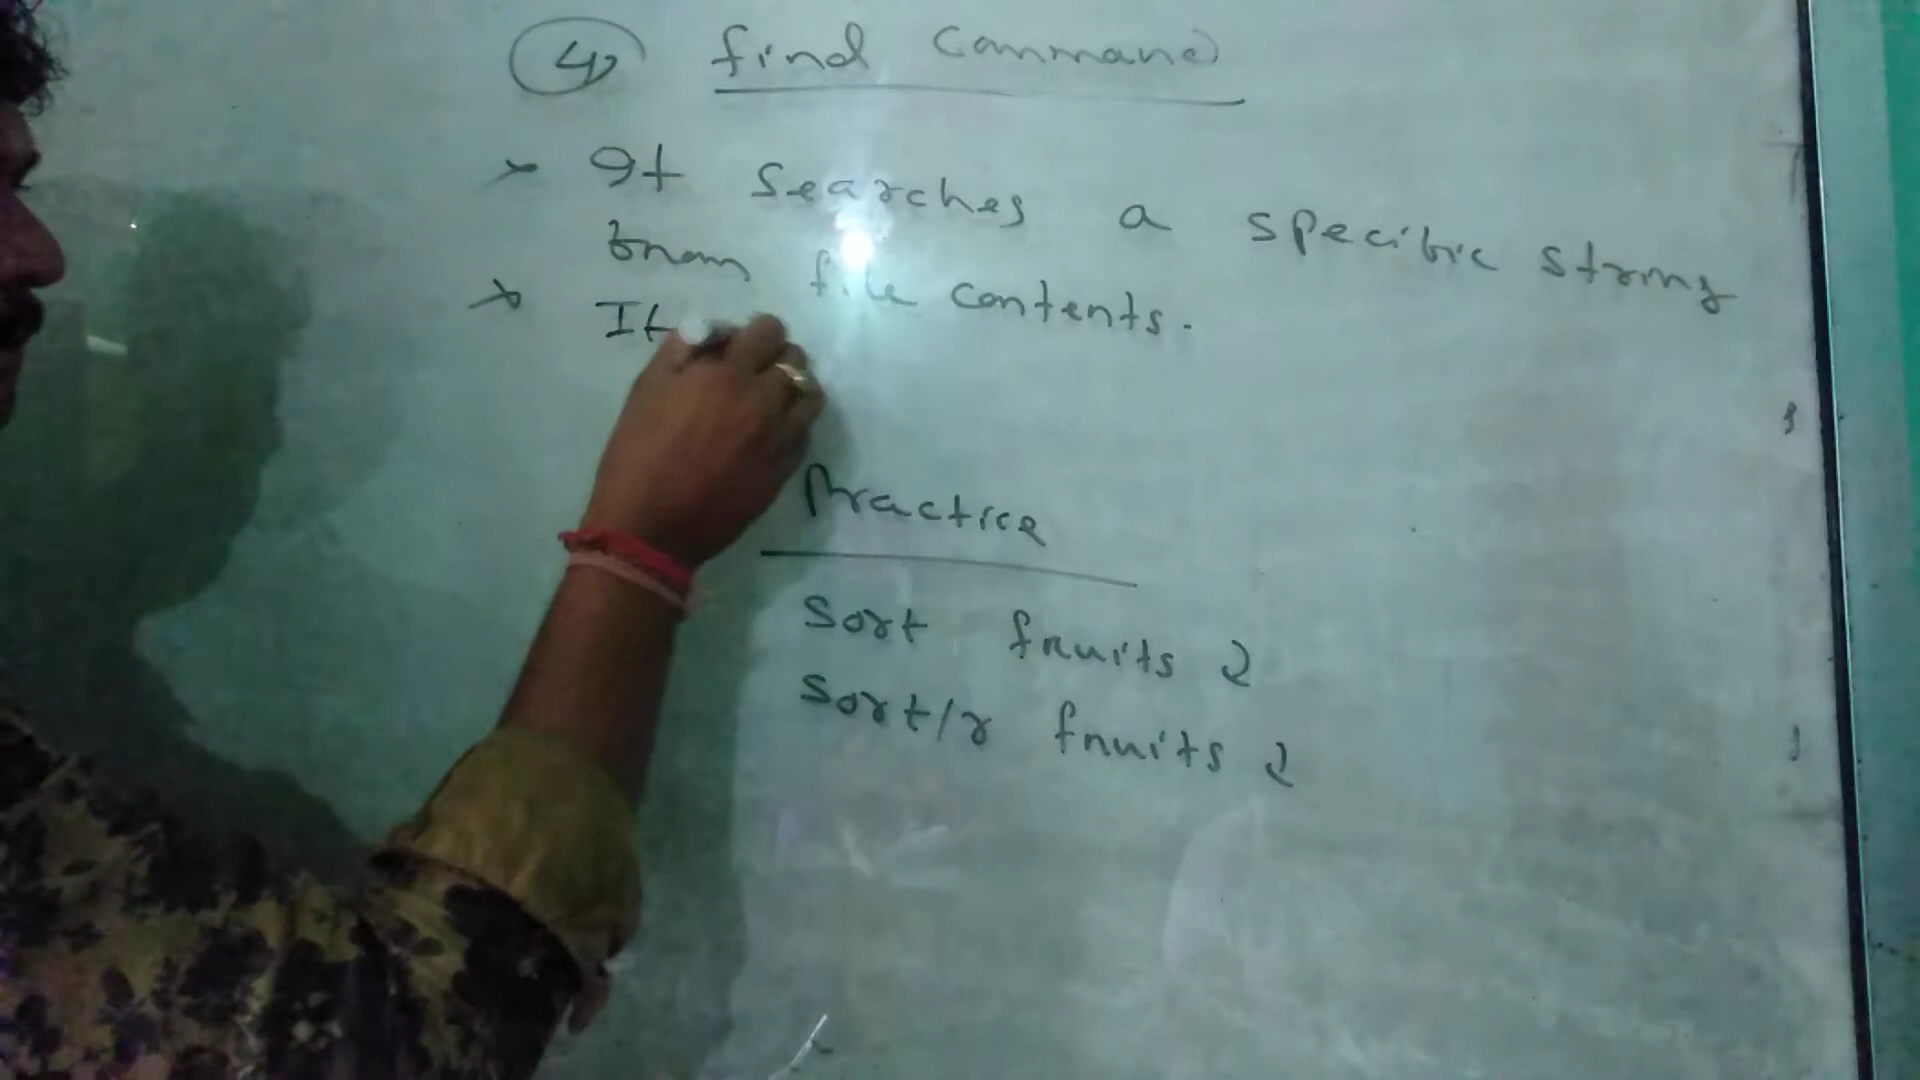 4) find Command
It searches a specific string
from file contents.
It
Practice
Sort fruits 2
Sort/r fruits 2